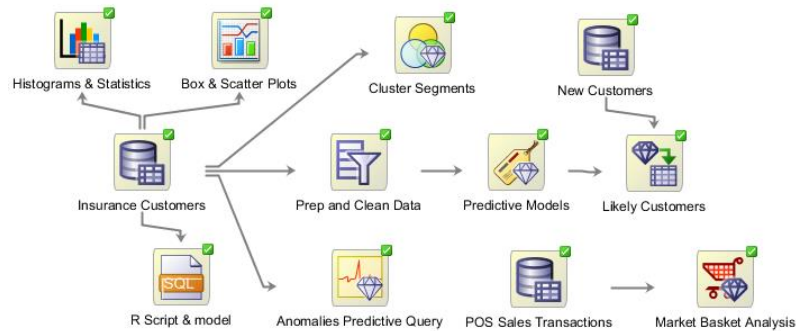 Histograms & Statistics
Box & Scatter Plots
Cluster Segments
New Customers
Insurance Customers
Prep and Clean Data
Predictive Models
Likely Customers
SQL
R Script & model
Anomalies Predictive Query
POS Sales Transactions
Market Basket Analysis